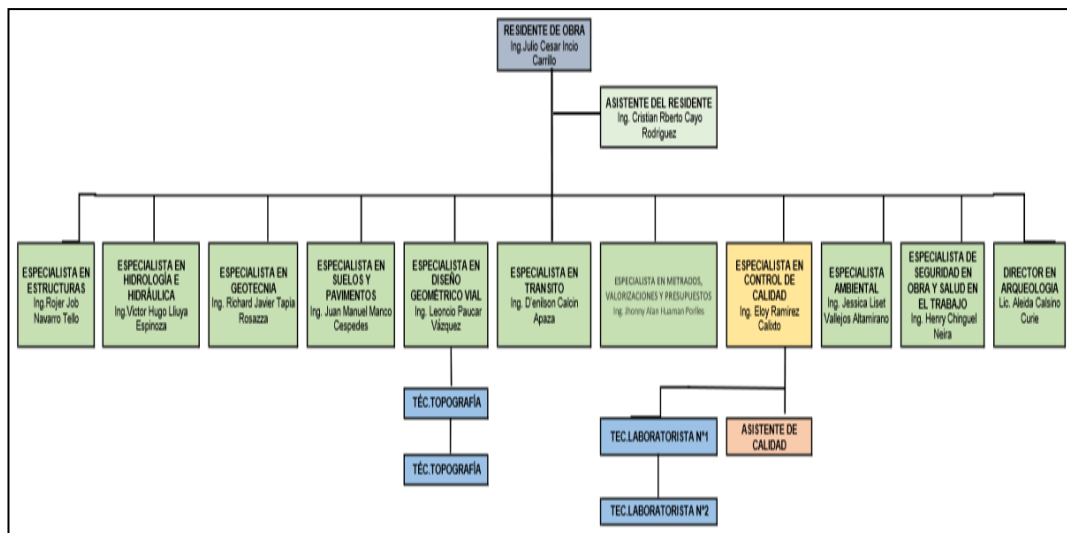 RESIDENTE DE OBRA
Ing.Julio Cesar Incio
Carrillo
ASISTENTE DEL RESIDENTE
Ing. Cristian Rberto Cayo
Rodriguez
ESPECIALISTA EN
ESTRUCTURAS
Ing.Rojer Job
Navarro Tello
ESPECIALISTA EN
HIDROLOGÍA E
HIDRÁULICA
Ing.Victor Hugo Lliuya
Espinoza
ESPECIALISTA EN
GEOTECNIA
Ing. Richard Javier Tapia
Rosazza
ESPECIALISTA EN
SUELOS Y
PAVIMENTOS
Ing. Juan Manuel Manco
Cespedes
ESPECIALISTA EN
DISEÑO
GEOMÉTRICO VIAL
Ing. Leoncio Paucar
Vázquez
ESPECIALISTA EN
TRANSITO
Ing. D'enilson Calcin
Apaza
ESPECIALISTA EN METRADOS,
VALORIZACIONES Y PRESUPUESTOS
Ing. Jhonny Alan Huaman Porlles
ESPECIALISTA EN
CONTROL DE
CALIDAD
Ing. Eloy Ramirez
Calixto
ESPECIALISTA
AMBIENTAL
Ing. Jessica Liset
Vallejos Altamirano
ESPECIALISTA DE
SEGURIDAD EN
OBRA Y SALUD EN
EL TRABAJO
Ing. Henry Chinguel
Neira
DIRECTOR EN
ARQUEOLOGIA
Lic. Aleida Calsino
Curie
TÉC.TOPOGRAFÍA
TÉC.TOPOGRAFÍA
TEC.LABORATORISTA Nº1
ASISTENTE DE
CALIDAD
TEC.LABORATORISTA Nº2